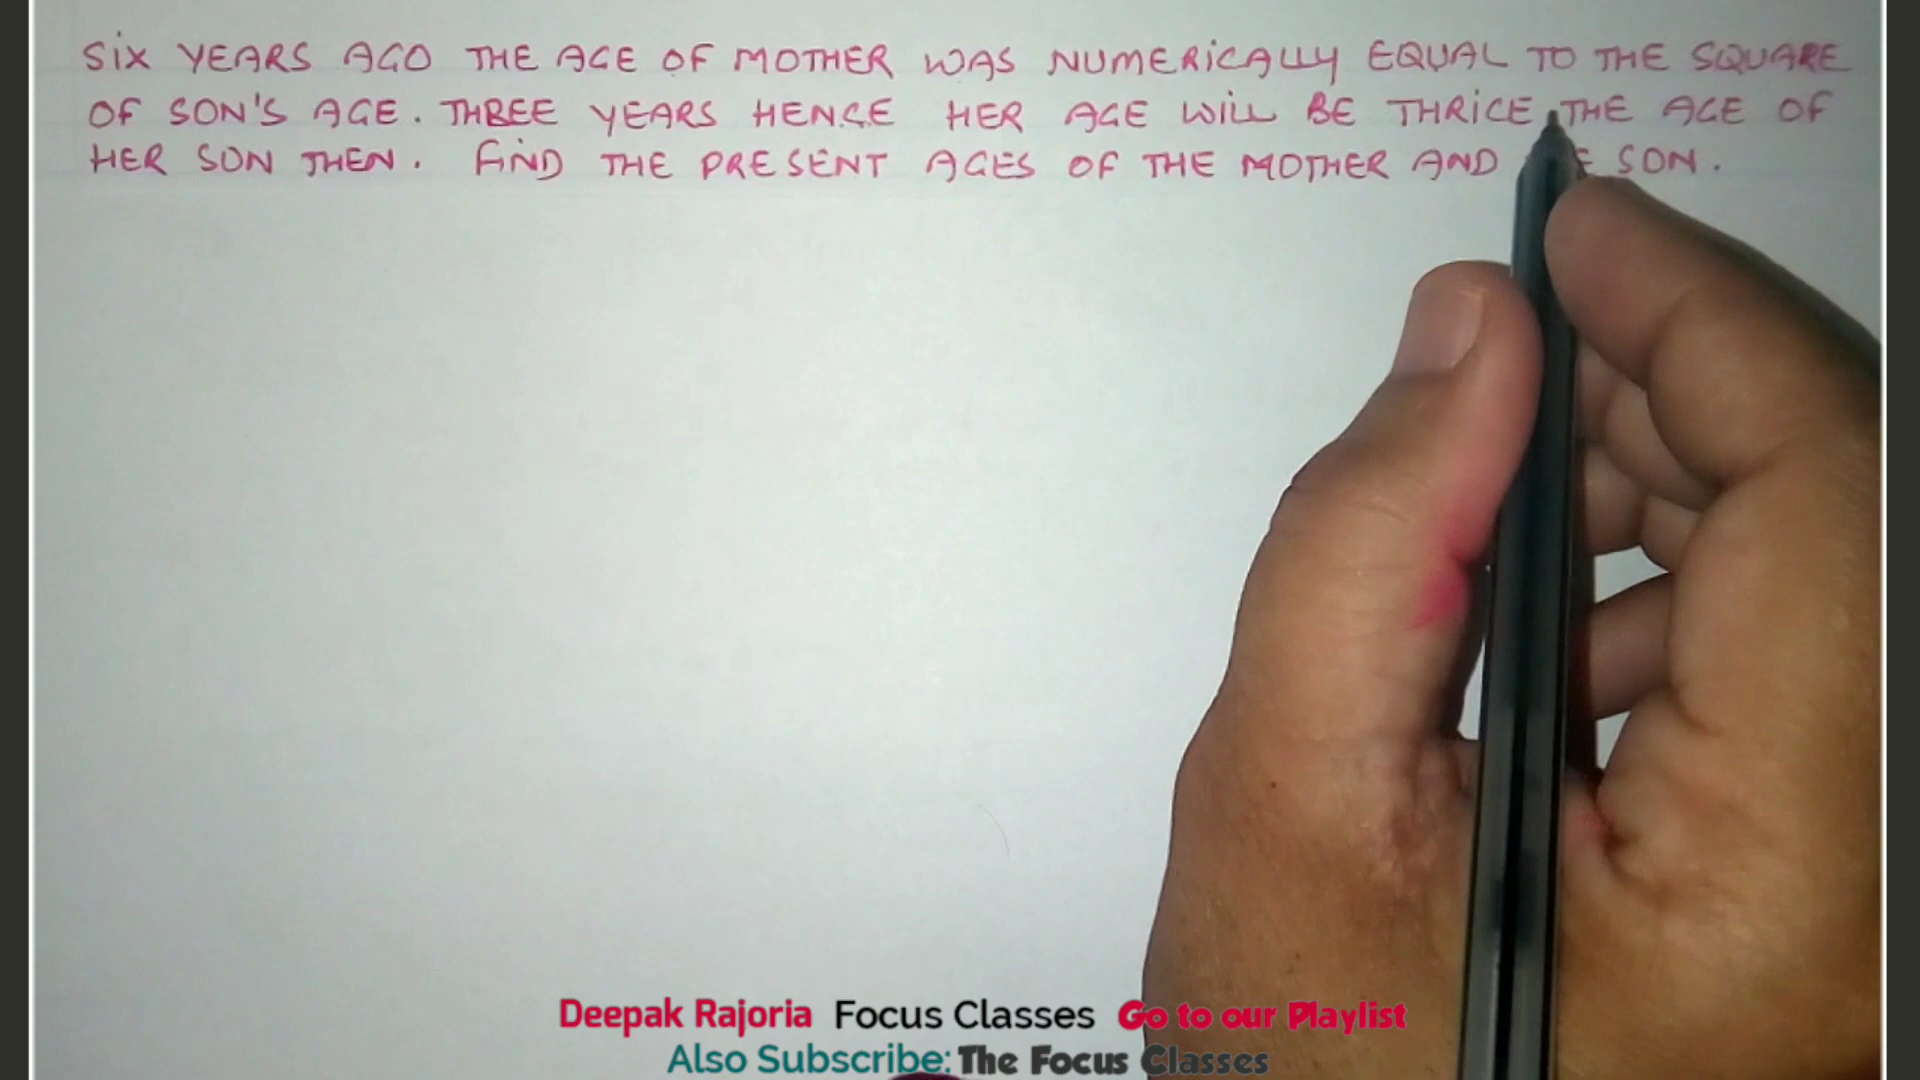 SiX YEARS AGO THE AGE OF MOTHER WAS NUMERiCALLY EQUAL TO THE SQUARE
OF SON'S AGE. THREE YEARS HENCE HER AGE WiLL BE THRiCE THE AGE OF
HER SON THEN. FiND THE PRESENT AGES OF THE MOTHER AND SON.
Deepak Rajoria Focus Classes Go to our Playlist
Also Subscribe: The Focus Classes